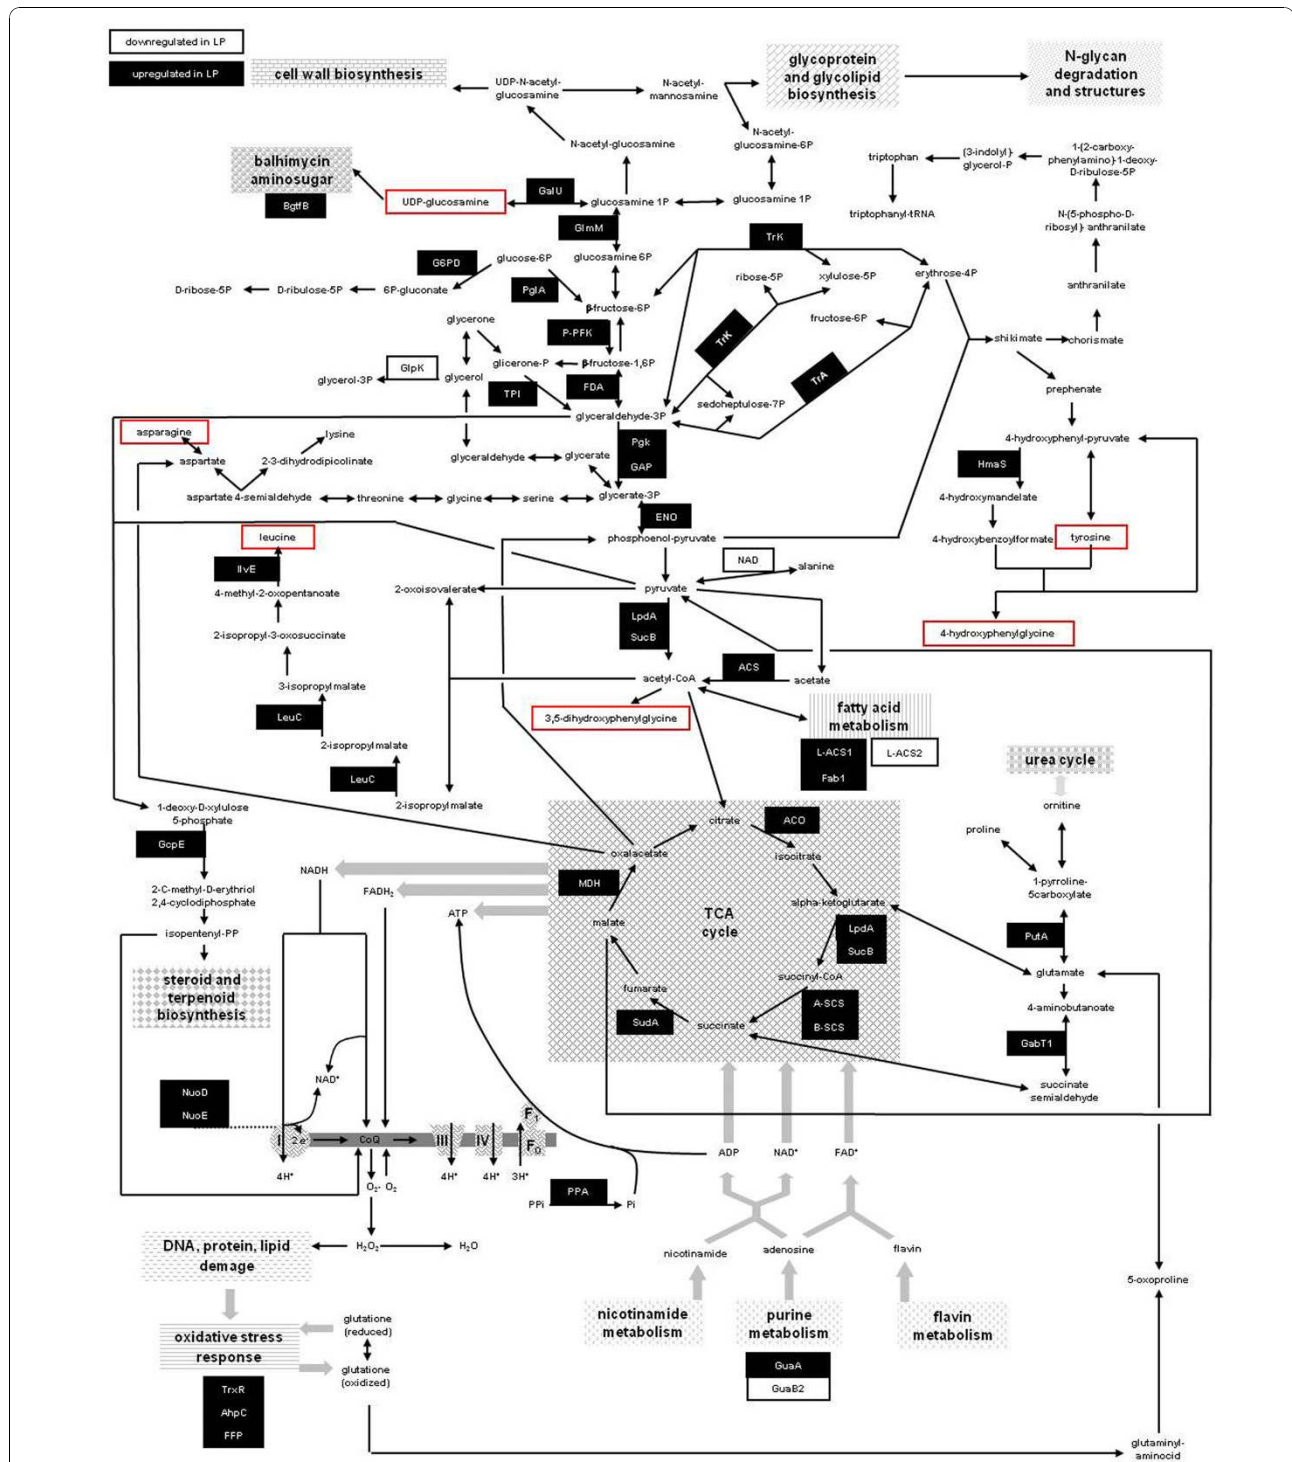 downregulated in LP
upregulated in LP
cell wall biosynthesis
UDP-N-acetyl-
glucosamine
N-acetyl-
mannosamine
glycoprotein
and glycolipid
biosynthesis
N-glycan
degradation
and structures
N-acetyl-glucosamine
N-acetyl-
glucosamine-6P
triptophan
(3-indolyl)
glycerol-P
1-(2-carboxy-
phenylamino)-1-deoxy-
D-ribulose-5P
balhimycin
aminosugar
BgtfB
UDP-glucosamine
GalU
glucosamine 1P
glucosamine 1P
triptophanyl-tRNA
N-(5-phospho-D-
ribosyl) anthranilate
GlmM
TrK
G6PD
glucose-6P
glucosamine 6P
ribose-5P
xylulose-5P
erythrose-4P
D-ribose-5P
D-ribulose-5P
6P-gluconate
PgIA
anthranilate
β-fructose-6P
glycerone
fructose-6P
P-PFK
TrK
shikimate
chorismate
GlpK
glicerone-P
β-fructose-1,6P
glycerol-3P
glycerol
TPI
FDA
TrA
prephenate
sedoheptulose-7P
glyceraldehyde-3P
asparagine
lysine
Pgk
GAP
4-hydroxyphenyl-pyruvate
aspartate
2-3-dihydrodipicolinate
glyceraldehyde
glycerate
HmaS
aspartate 4-semialdehyde
threonine
glycine
serine
glycerate-3P
4-hydroxymandelate
ENO
leucine
phosphoenol-pyruvate
4-hydroxybenzoylformate
tyrosine
IlvE
NAD
alanine
4-methyl-2-oxopentanoate
2-oxoisovalerate
pyruvate
LpdA
SucB
2-isopropyl-3-oxosuccinate
4-hydroxyphenylglycine
ACS
3-isopropylmalate
acetyl-CoA
acetate
LeuC
3,5-dihydroxyphenylglycine
fatty acid
metabolism
2-isopropylmalate
L-ACS1
Fab1
L-ACS2
urea cycle
LeuC
1-deoxy-D-xylulose
5-phosphate
2-isopropylmalate
ornitine
citrate
ACO
proline
GcpE
oxalacetate
isocitrate
NADH
MDH
1-pyrroline-
5carboxylate
2-C-methyl-D-erythriol
2,4-cyclodiphosphate
FADH₂
alpha-ketoglutarate
ATP
malate
TCA
cycle
LpdA
SucB
PutA
isopentenyl-PP
steroid and
terpenoid
biosynthesis
succinyl-CoA
glutamate
fumarate
A-SCS
B-SCS
4-aminobutanoate
SudA
succinate
GabT1
NAD⁺
succinate
semialdehyde
NuoD
NuoE
F₁
I
2 e⁻
CoQ
III
IV
F₀
ADP
NAD⁺
FAD⁺
4H⁺
O₂⁻
O₂
4H⁺
4H⁺
3H⁺
PPi
PPA
Pi
DNA, protein, lipid
demage
H₂O₂
H₂O
nicotinamide
adenosine
flavin
5-oxoproline
nicotinamide
metabolism
purine
metabolism
flavin
metabolism
glutatione
(reduced)
oxidative stress
response
glutatione
(oxidized)
GuaA
GuaB2
TrxR
AhpC
FFP
glutaminyl-
aminocid